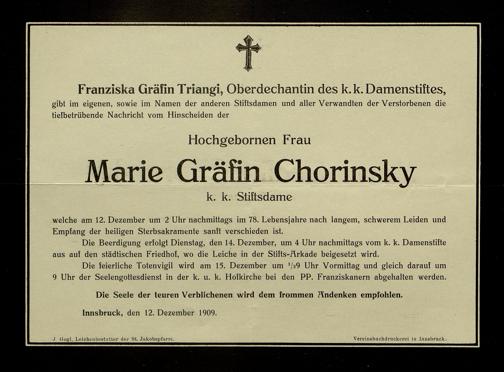 Franziska Gräfin Triangi, Oberdechantin des k. k. Damenstiftes,
gibt im eigenen, sowie im Namen der anderen Stiftsdamen und aller Verwandten der Verstorbenen die
tiefbetrübende Nachricht vom Hinscheiden der
Hochgebornen Frau
Marie Gräfin Chorinsky
k. k. Stiftsdame
welche am 12. Dezember um 2 Uhr nachmittags im 78. Lebensjahre nach langem, schwerem Leiden und
Empfang der heiligen Sterbsakramente sanft verschieden ist.
Die Beerdigung erfolgt Dienstag, den 14. Dezember, um 4 Uhr nachmittags vom k. k. Damenstifte
aus auf den städtischen Friedhof, wo die Leiche in der Stifts-Arkade beigesetzt wird.
Die feierliche Totenvigil wird am 15. Dezember um ½9 Uhr Vormittag und gleich darauf um
9 Uhr der Seelengottesdienst in der k. u. k. Hofkirche bei den PP. Franziskanern abgehalten werden.
Die Seele der teuren Verblichenen wird dem frommen Andenken empfohlen.
Innsbruck, den 12. Dezember 1909.
J. Gogl, Leichenbestatter der St. Jakobspfarre.
Vereinsbuchdruckerei in Innsbruck.